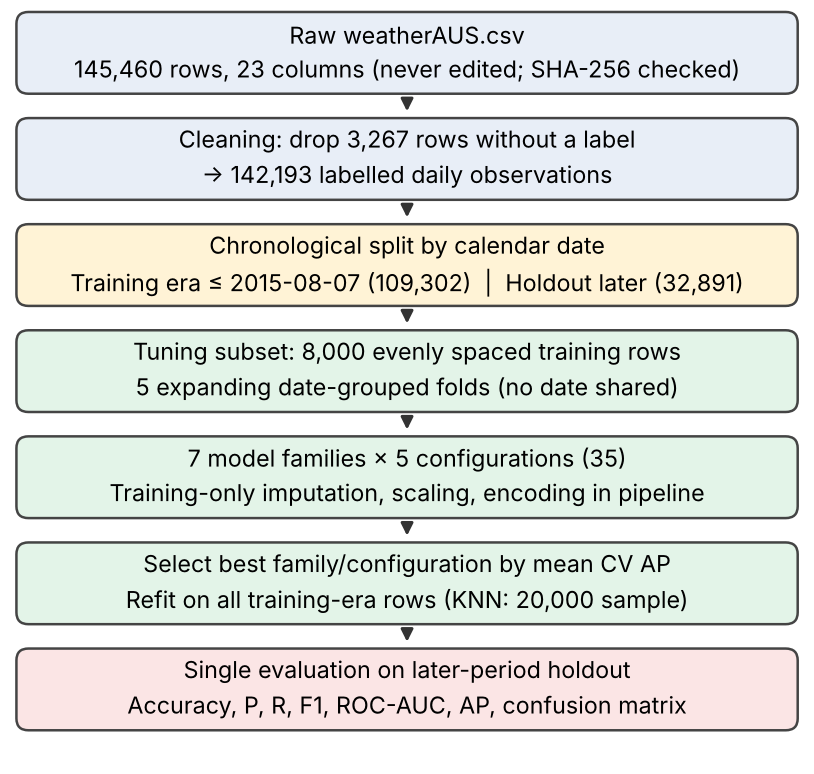 Raw weatherAUS.csv
145,460 rows, 23 columns (never edited; SHA-256 checked)
Cleaning: drop 3,267 rows without a label
→ 142,193 labelled daily observations
Chronological split by calendar date
Training era ≤ 2015-08-07 (109,302) | Holdout later (32,891)
Tuning subset: 8,000 evenly spaced training rows
5 expanding date-grouped folds (no date shared)
7 model families × 5 configurations (35)
Training-only imputation, scaling, encoding in pipeline
Select best family/configuration by mean CV AP
Refit on all training-era rows (KNN: 20,000 sample)
Single evaluation on later-period holdout
Accuracy, P, R, F1, ROC-AUC, AP, confusion matrix